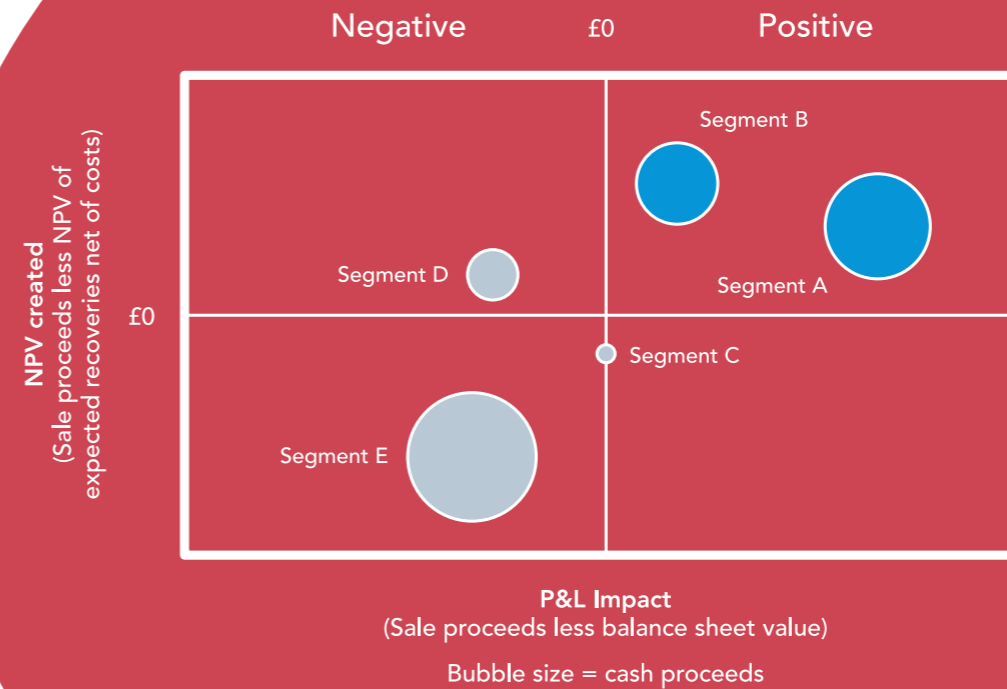 Negative
£0
Positive
NPV created
(Sale proceeds less NPV of
expected recoveries net of costs)
Segment B
Segment D
Segment A
£0
Segment C
Segment E
P&L Impact
(Sale proceeds less balance sheet value)
Bubble size = cash proceeds